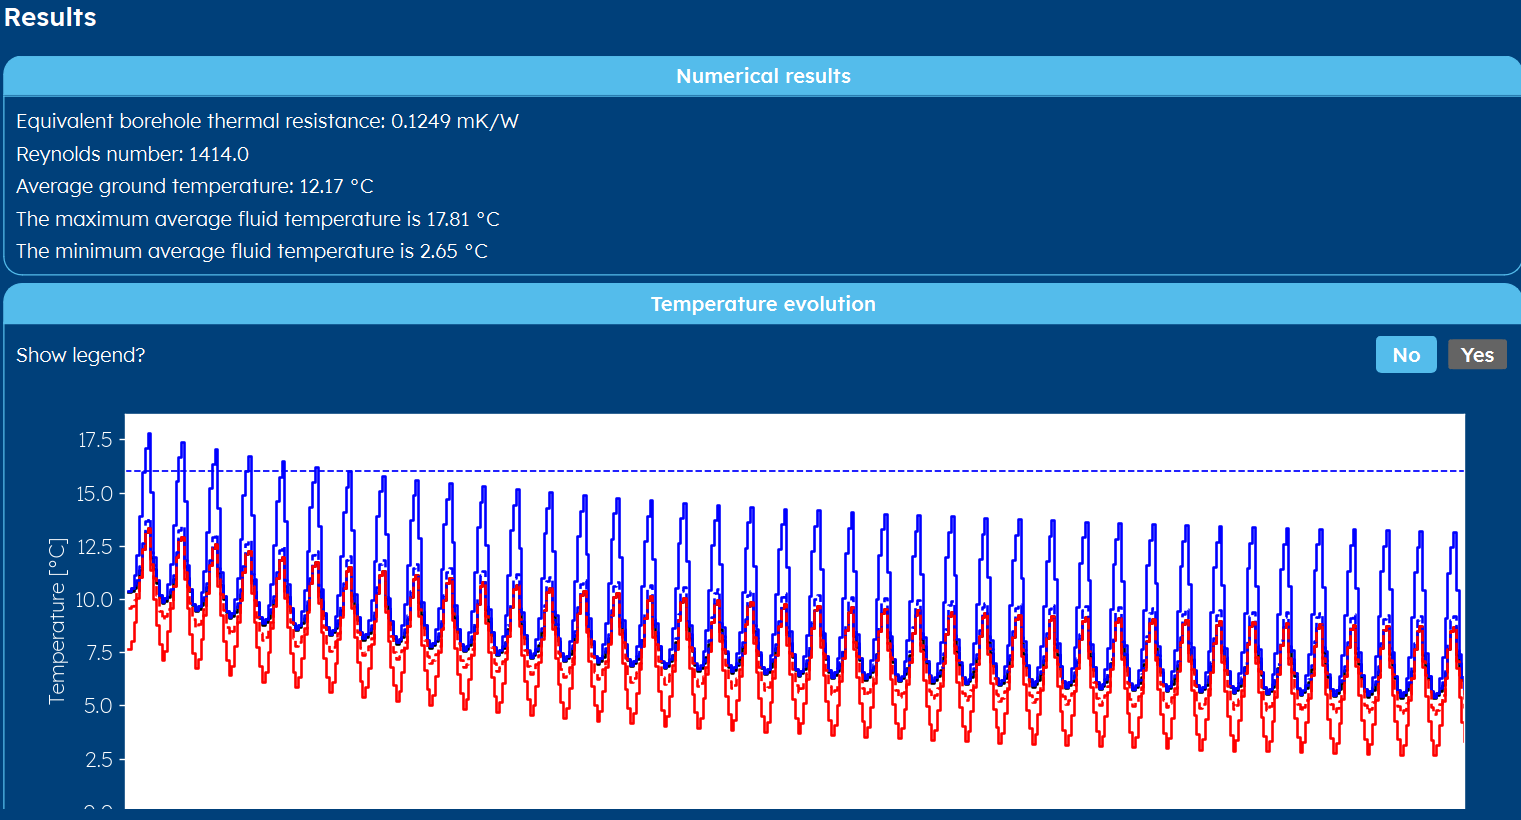 Results
Numerical results
Equivalent borehole thermal resistance: 0.1249 mK/W
Reynolds number: 1414.0
Average ground temperature: 12.17 °C
The maximum average fluid temperature is 17.81 °C
The minimum average fluid temperature is 2.65 °C
Temperature evolution
Show legend?
No Yes
17.5
15.0
12.5
10.0
7.5
5.0
2.5
Temperature [°C]